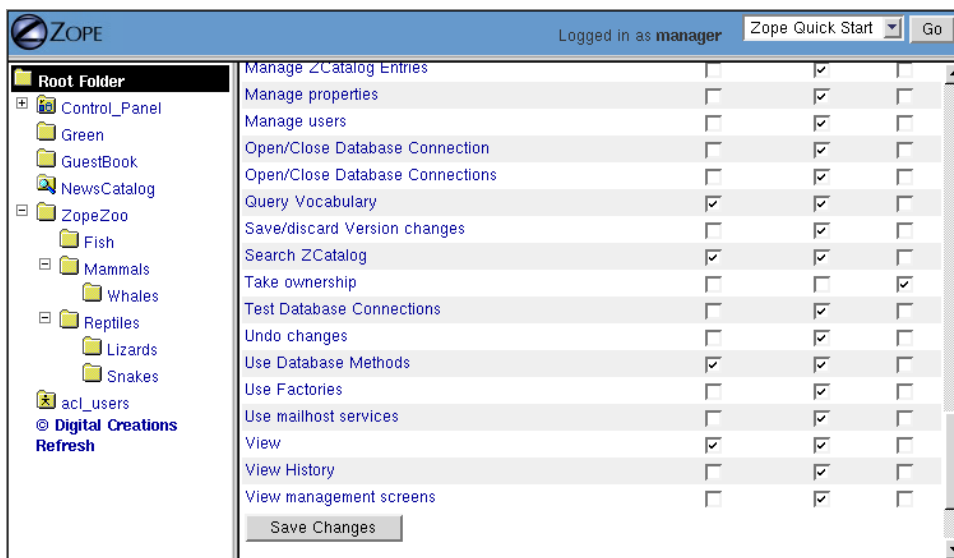 ZOPE
Logged in as manager
Zope Quick Start
Go
Root Folder
Control_Panel
Green
GuestBook
NewsCatalog
ZopeZoo
Fish
Mammals
Whales
Reptiles
Lizards
Snakes
acl_users
© Digital Creations
Refresh
Manage ZCatalog Entries
Manage properties
Manage users
Open/Close Database Connection
Open/Close Database Connections
Query Vocabulary
Save/discard Version changes
Search ZCatalog
Take ownership
Test Database Connections
Undo changes
Use Database Methods
Use Factories
Use mailhost services
View
View History
View management screens
Save Changes